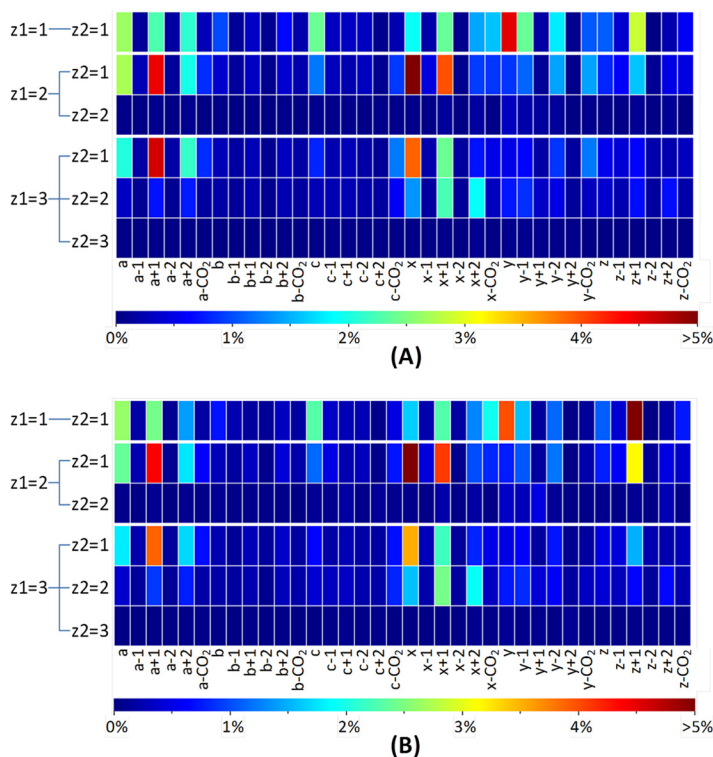 z1=1 z2=1
z1=2 z2=1
z2=2
z1=3 z2=1
z2=2
z2=3
a a-1 a+1 a-2 a+2 a-CO₂ b b-1 b+1 b-2 b+2 b-CO₂ c c-1 c+1 c-2 c+2 c-CO₂ x x-1 x+1 x-2 x+2 x-CO₂ y y-1 y+1 y-2 y+2 y-CO₂ z z-1 z+1 z-2 z+2 z-CO₂
0% 1% 2% 3% 4% >5%
(A)
z1=1 z2=1
z1=2 z2=1
z2=2
z1=3 z2=1
z2=2
z2=3
a a-1 a+1 a-2 a+2 a-CO₂ b b-1 b+1 b-2 b+2 b-CO₂ c c-1 c+1 c-2 c+2 c-CO₂ x x-1 x+1 x-2 x+2 x-CO₂ y y-1 y+1 y-2 y+2 y-CO₂ z z-1 z+1 z-2 z+2 z-CO₂
0% 1% 2% 3% 4% >5%
(B)